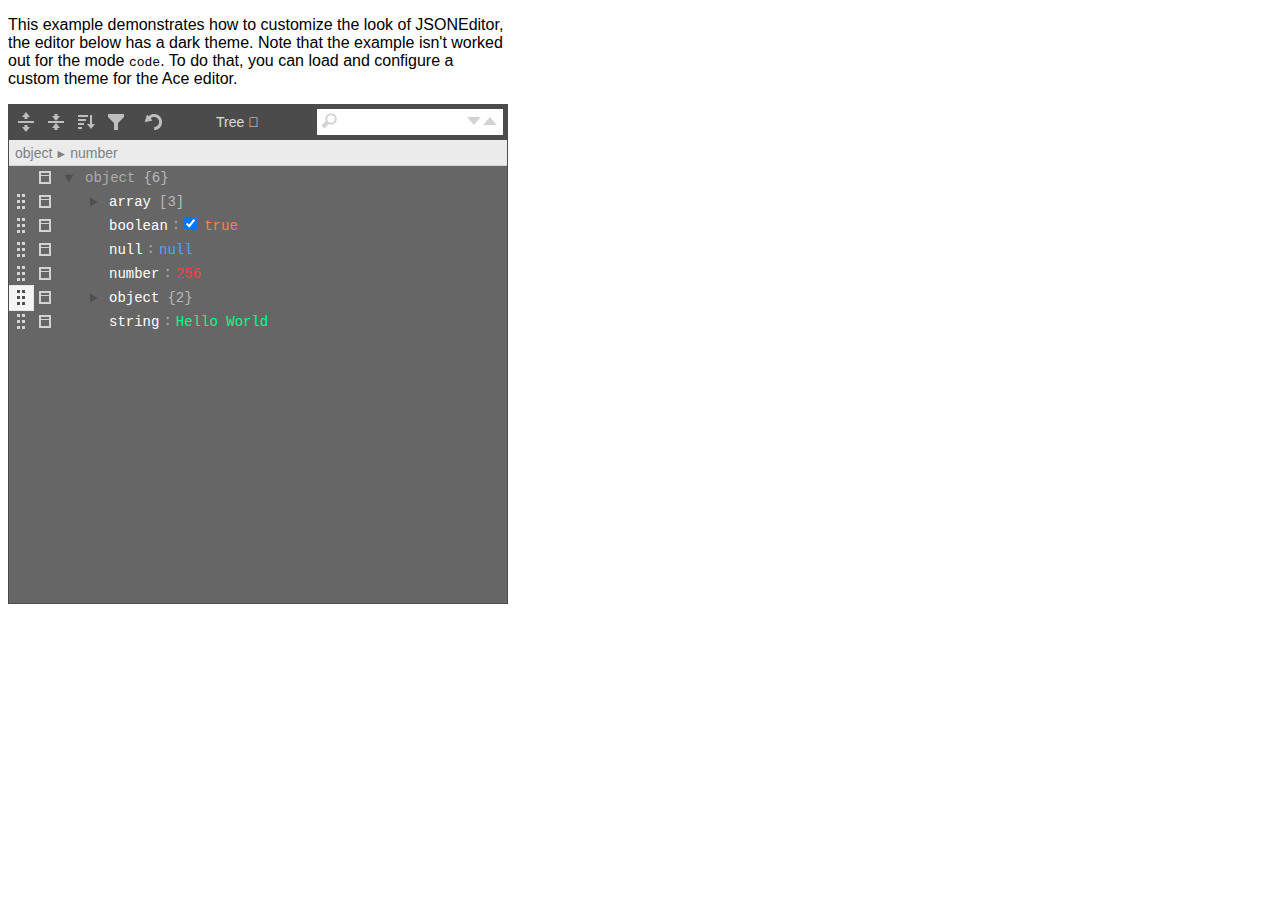 This example demonstrates how to customize the look of JSONEditor,
the editor below has a dark theme. Note that the example isn't worked
out for the mode code. To do that, you can load and configure a
custom theme for the Ace editor.
Tree
object ► number
object {6}
array [3]
boolean : true
null : null
number : 256
object {2}
string : Hello World